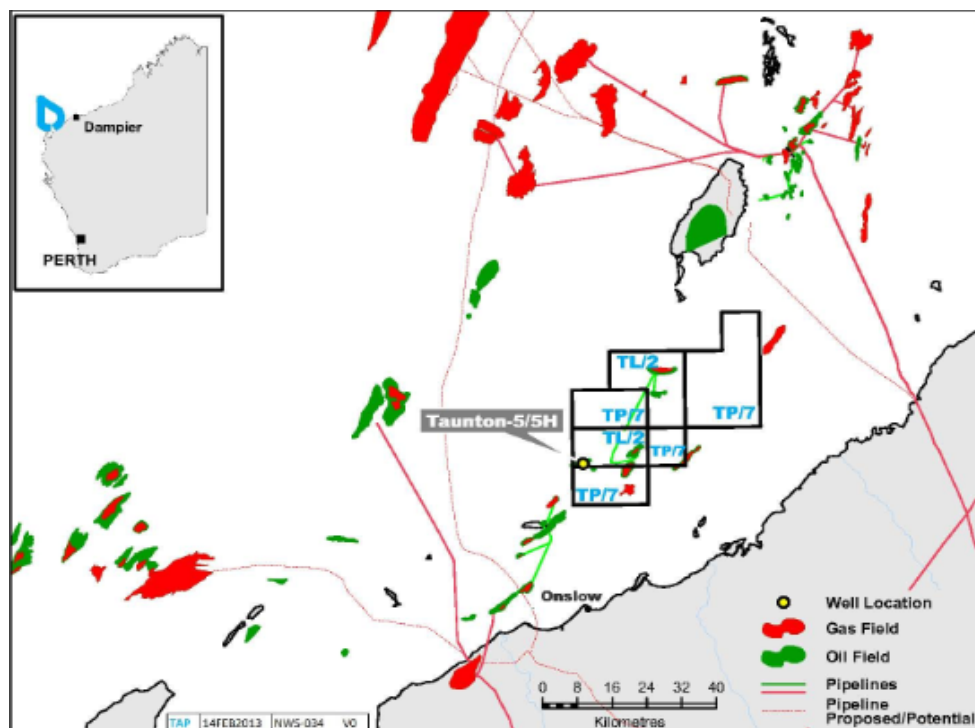 Dampier
PERTH
TL/2
TP/7
TP/7
Taunton-5/5H
TL/2
TP/7
TP/7
Onslow
Well Location
Gas Field
Oil Field
Pipelines
Pipeline
Proposed/Potential
0 8 16 24 32 40
Kilometres
TAP 14FEB2013 NWS-034 V0